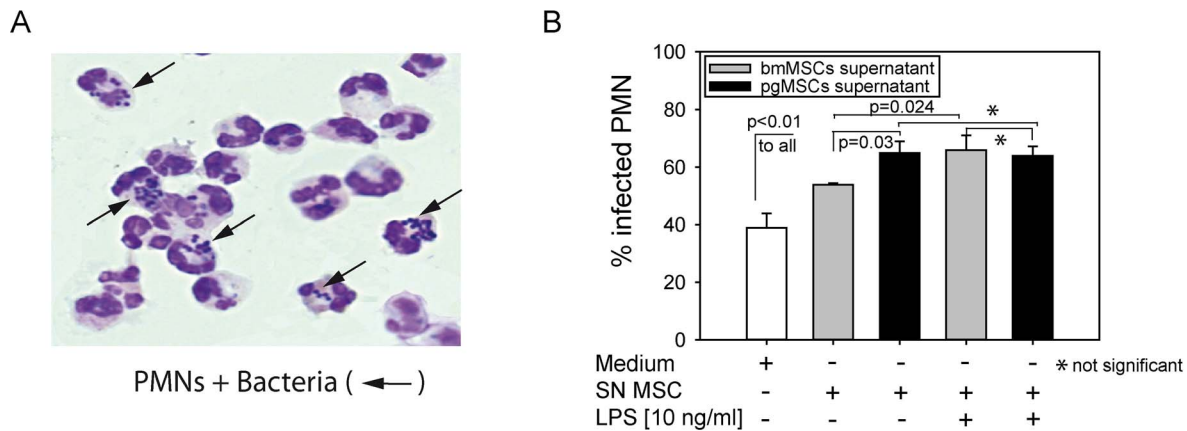 A
PMNs + Bacteria ( )
B
% infected PMN
100
80
60
40
20
0
bmMSCs supernatant
pgMSCs supernatant
p=0.024
*
p<0.01
to all
p=0.03
*
Medium + - - - -
* not significant
SN MSC - + + + +
LPS [10 ng/ml] - - - + +